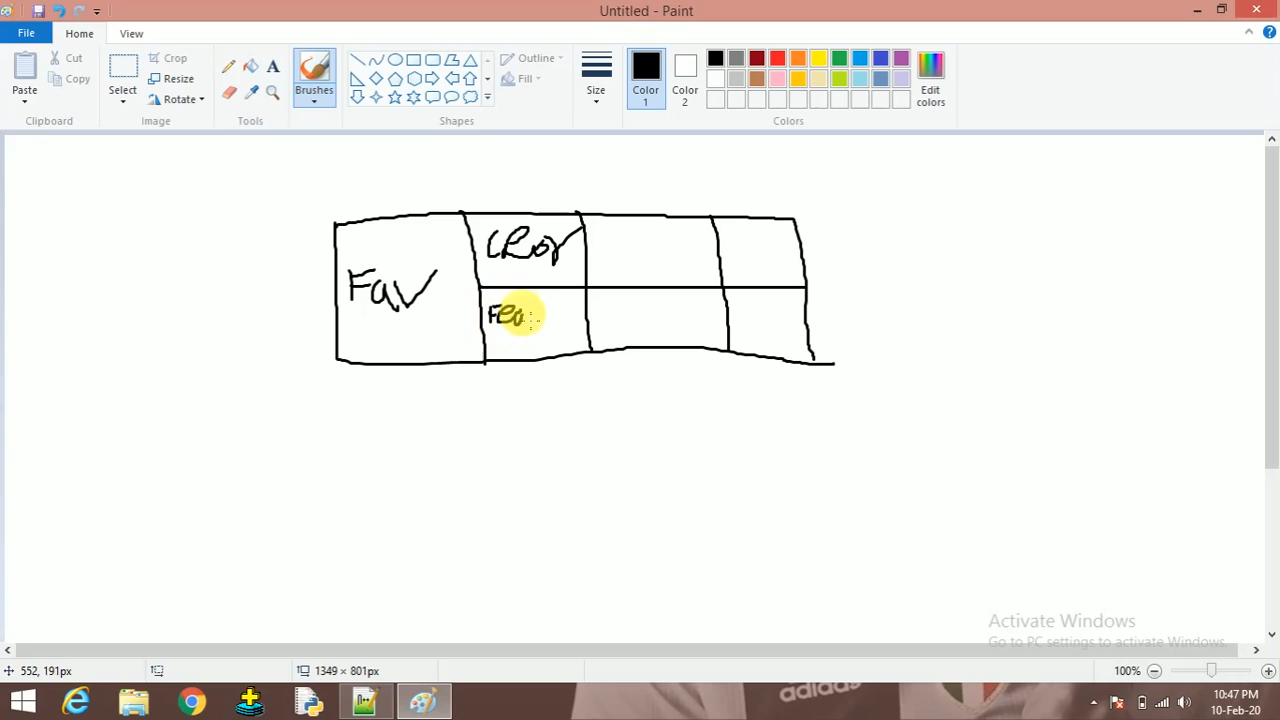 Untitled - Paint
File
Home
View
Paste
Cut
Copy
Clipboard
Select
Crop
Resize
Rotate
Image
A
Tools
Brushes
Outline
Fill
Shapes
Size
Color 1
Color 2
Edit colors
Colors
Fav
Activate Windows
Go to PC settings to activate Windows.
552, 191px
1349 × 801px
100%
adidas
10:47 PM
10-Feb-20